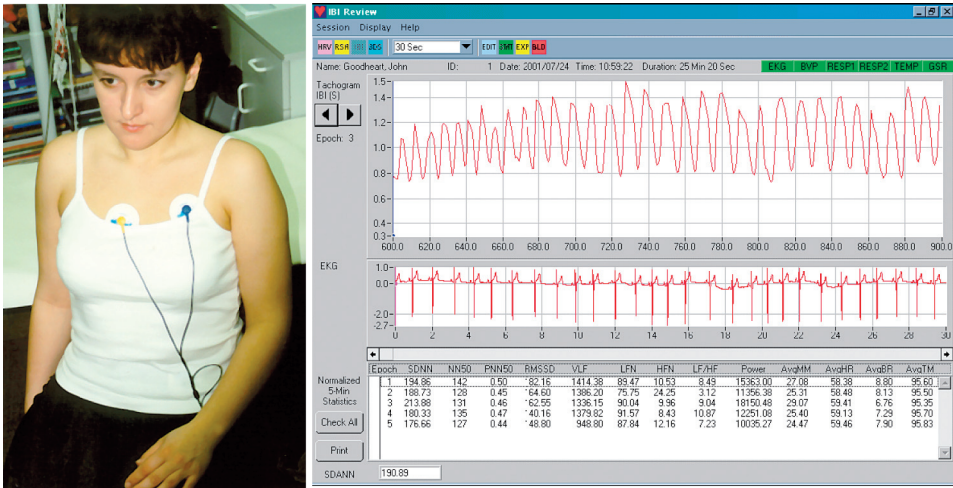 IBI Review
Session Display Help
HRV RSA IBI 3DS 30 Sec EDIT STAT EXP BLD
Name: Goodheart, John ID: 1 Date: 2001/07/24 Time: 10:59:22 Duration: 25 Min 20 Sec EKG BVP RESP1 RESP2 TEMP GSR
Tachogram
IBI (S)
Epoch: 3
1.5
1.4
1.2
1.0
0.8
0.6
0.4
0.3
600.0 620.0 640.0 660.0 680.0 700.0 720.0 740.0 760.0 780.0 800.0 820.0 840.0 860.0 880.0 900.0
EKG
1.0
0.0
-2.0
-2.7
0 2 4 6 8 10 12 14 16 18 20 22 24 26 28 30
Normalized
5-Min
Statistics
Check All
Print
Epoch SDNN NN50 PNN50 RMSSD VLF LFN HFN LF/HF Power AvgMM AvgHR AvgBR AvgTM
1 194.86 142 0.50 '82.16 1414.38 89.47 10.53 8.49 15363.00 27.08 58.38 8.80 95.60
2 188.73 128 0.45 '64.60 1386.20 75.75 24.25 3.12 11356.38 25.31 58.48 8.13 95.50
3 213.88 131 0.46 '62.55 1336.15 90.04 9.96 9.04 18150.48 29.07 59.41 6.76 95.35
4 180.33 135 0.47 '40.16 1379.82 91.57 8.43 10.87 12251.08 25.40 59.13 7.29 95.70
5 176.66 127 0.44 '48.80 948.80 87.84 12.16 7.23 10035.27 24.47 59.46 7.90 95.83
SDANN 190.89